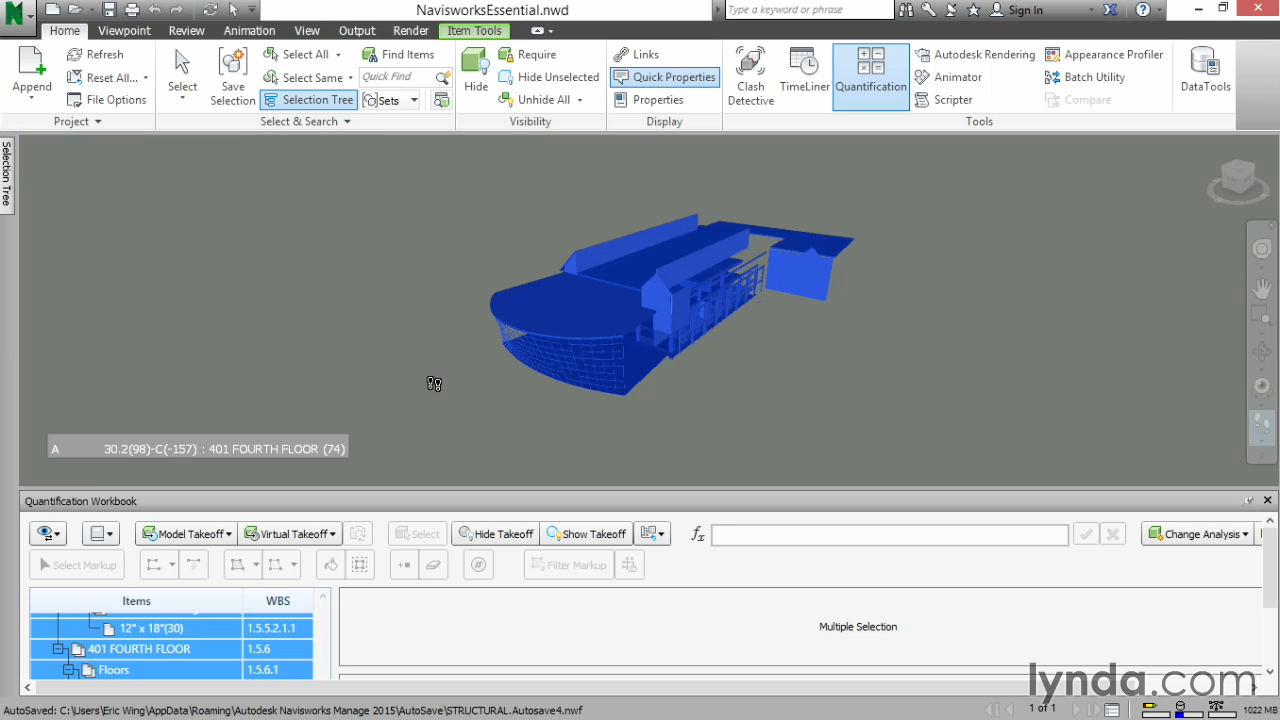 NavisworksEssential.nwd
Type a keyword or phrase
Sign In
Home Viewpoint Review Animation View Output Render Item Tools
Append
Refresh
Reset All...
File Options
Project
Select
Save Selection
Select All
Select Same
Selection Tree
Find Items
Quick Find
Sets
Select & Search
Hide
Require
Hide Unselected
Unhide All
Visibility
Links
Quick Properties
Properties
Display
Clash Detective
TimeLiner
Quantification
Autodesk Rendering
Animator
Scripter
Appearance Profiler
Batch Utility
Compare
Tools
DataTools
Selection Tree
A 30.2(98)-C(-157) : 401 FOURTH FLOOR (74)
Quantification Workbook
Model Takeoff Virtual Takeoff Select Hide Takeoff Show Takeoff fx Change Analysis
Select Markup Filter Markup
Items WBS
12" x 18"(30) 1.5.5.2.1.1
401 FOURTH FLOOR 1.5.6
Floors 1.5.6.1
Multiple Selection
lynda.com
AutoSaved: C:\Users\Eric Wing\AppData\Roaming\Autodesk Navisworks Manage 2015\AutoSave\STRUCTURAL.Autosave4.nwf
1 of 1
1022 MB